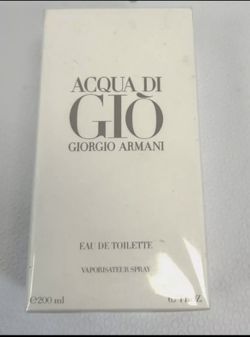 ACQUA DI
GIÒ
GIORGIO ARMANI
EAU DE TOILETTE
VAPORISATEUR SPRAY
℮200 ml